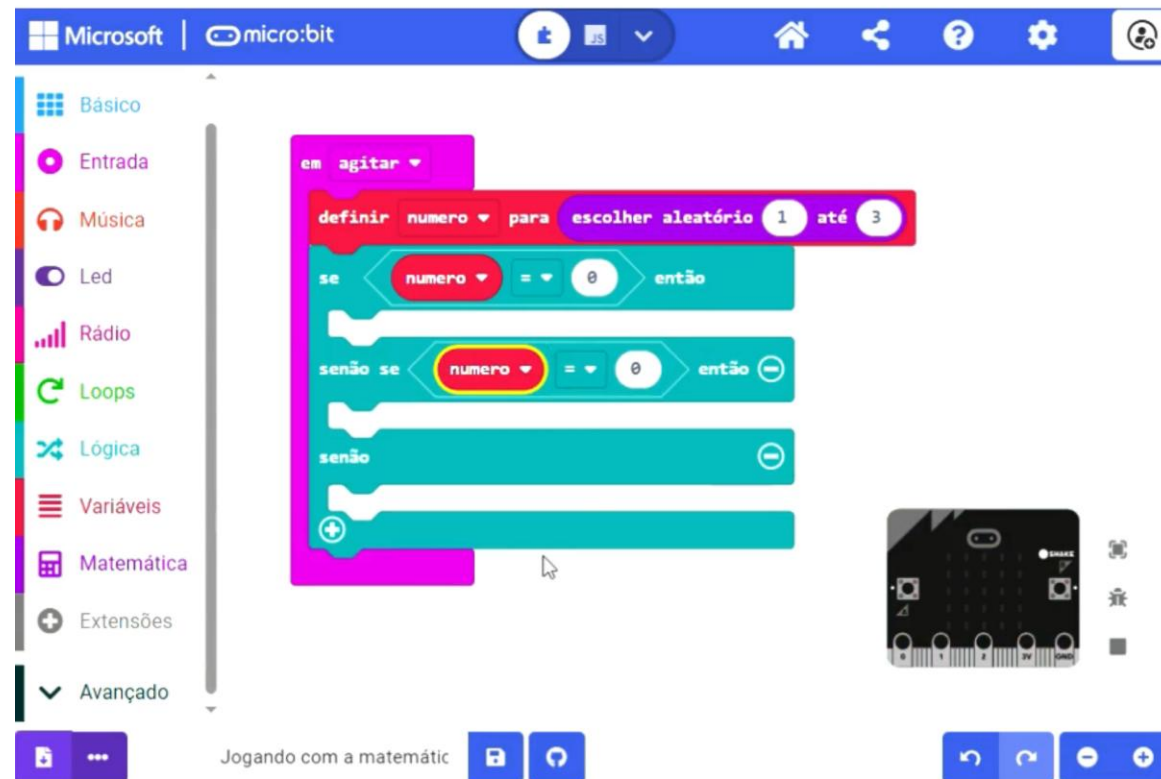 Microsoft | micro:bit
JS
Básico
Entrada
Música
Led
Rádio
Loops
Lógica
Variáveis
Matemática
Extensões
Avançado
em agitar
definir numero para escolher aleatório 1 até 3
se numero = 0 então
senão se numero = 0 então
senão
SHAKE
0 1 2 3V GND
Jogando com a matemátic